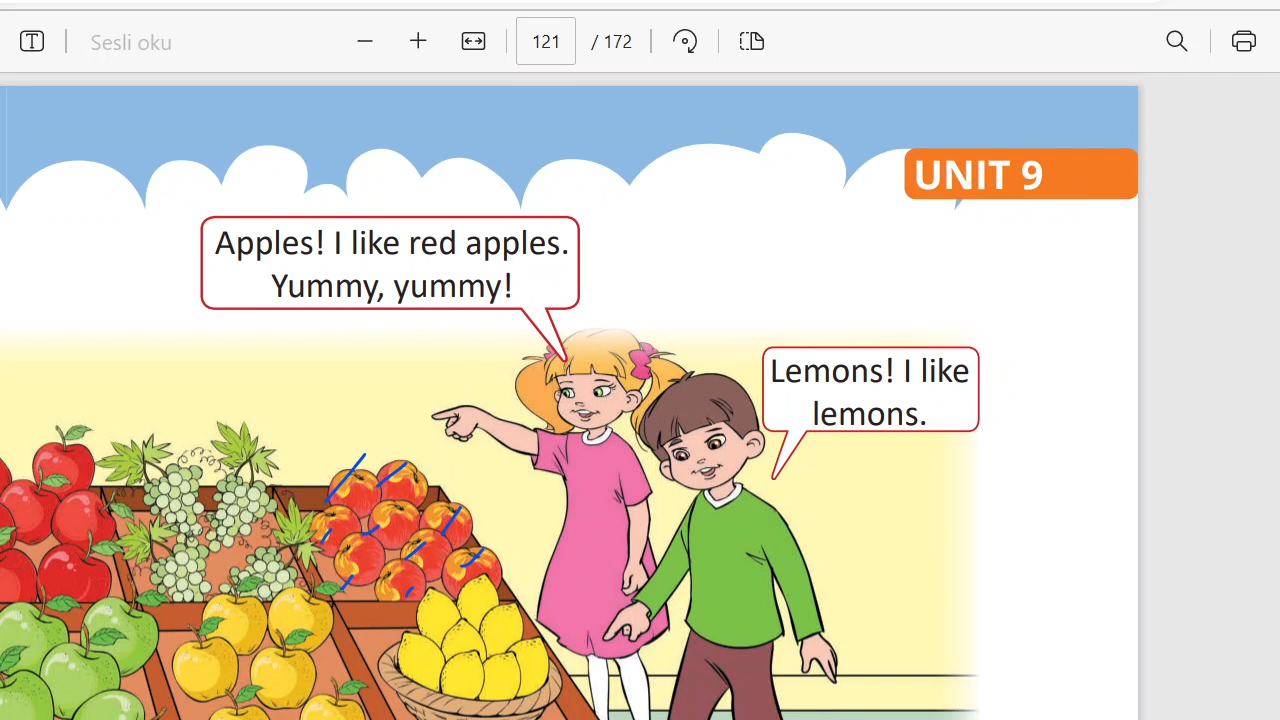 Sesli oku
121 / 172
UNIT 9
Apples! I like red apples.
Yummy, yummy!
Lemons! I like
lemons.